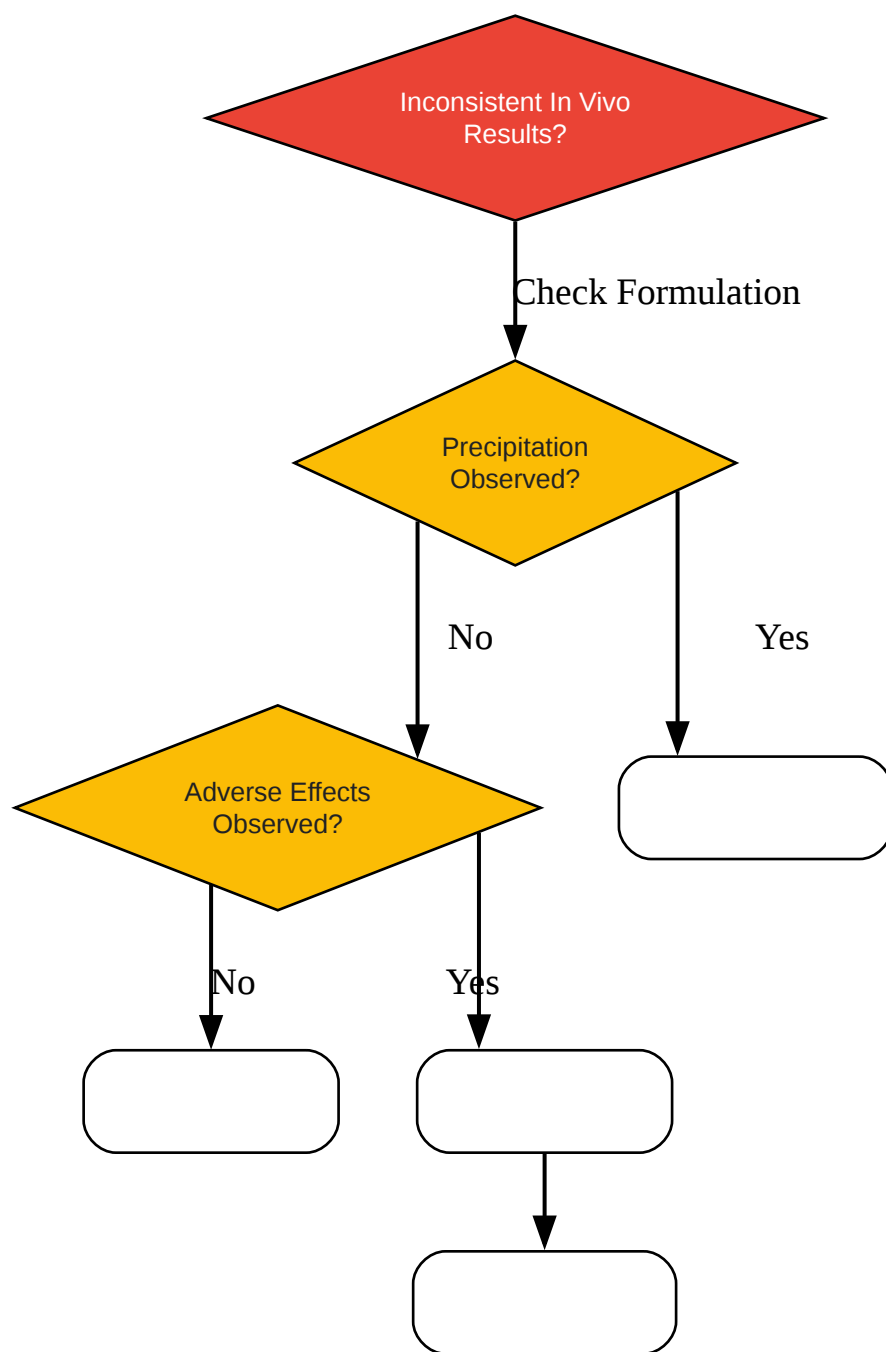 Inconsistent In Vivo
Results?
Check Formulation
Precipitation
Observed?
No
Yes
Adverse Effects
Observed?
No
Yes